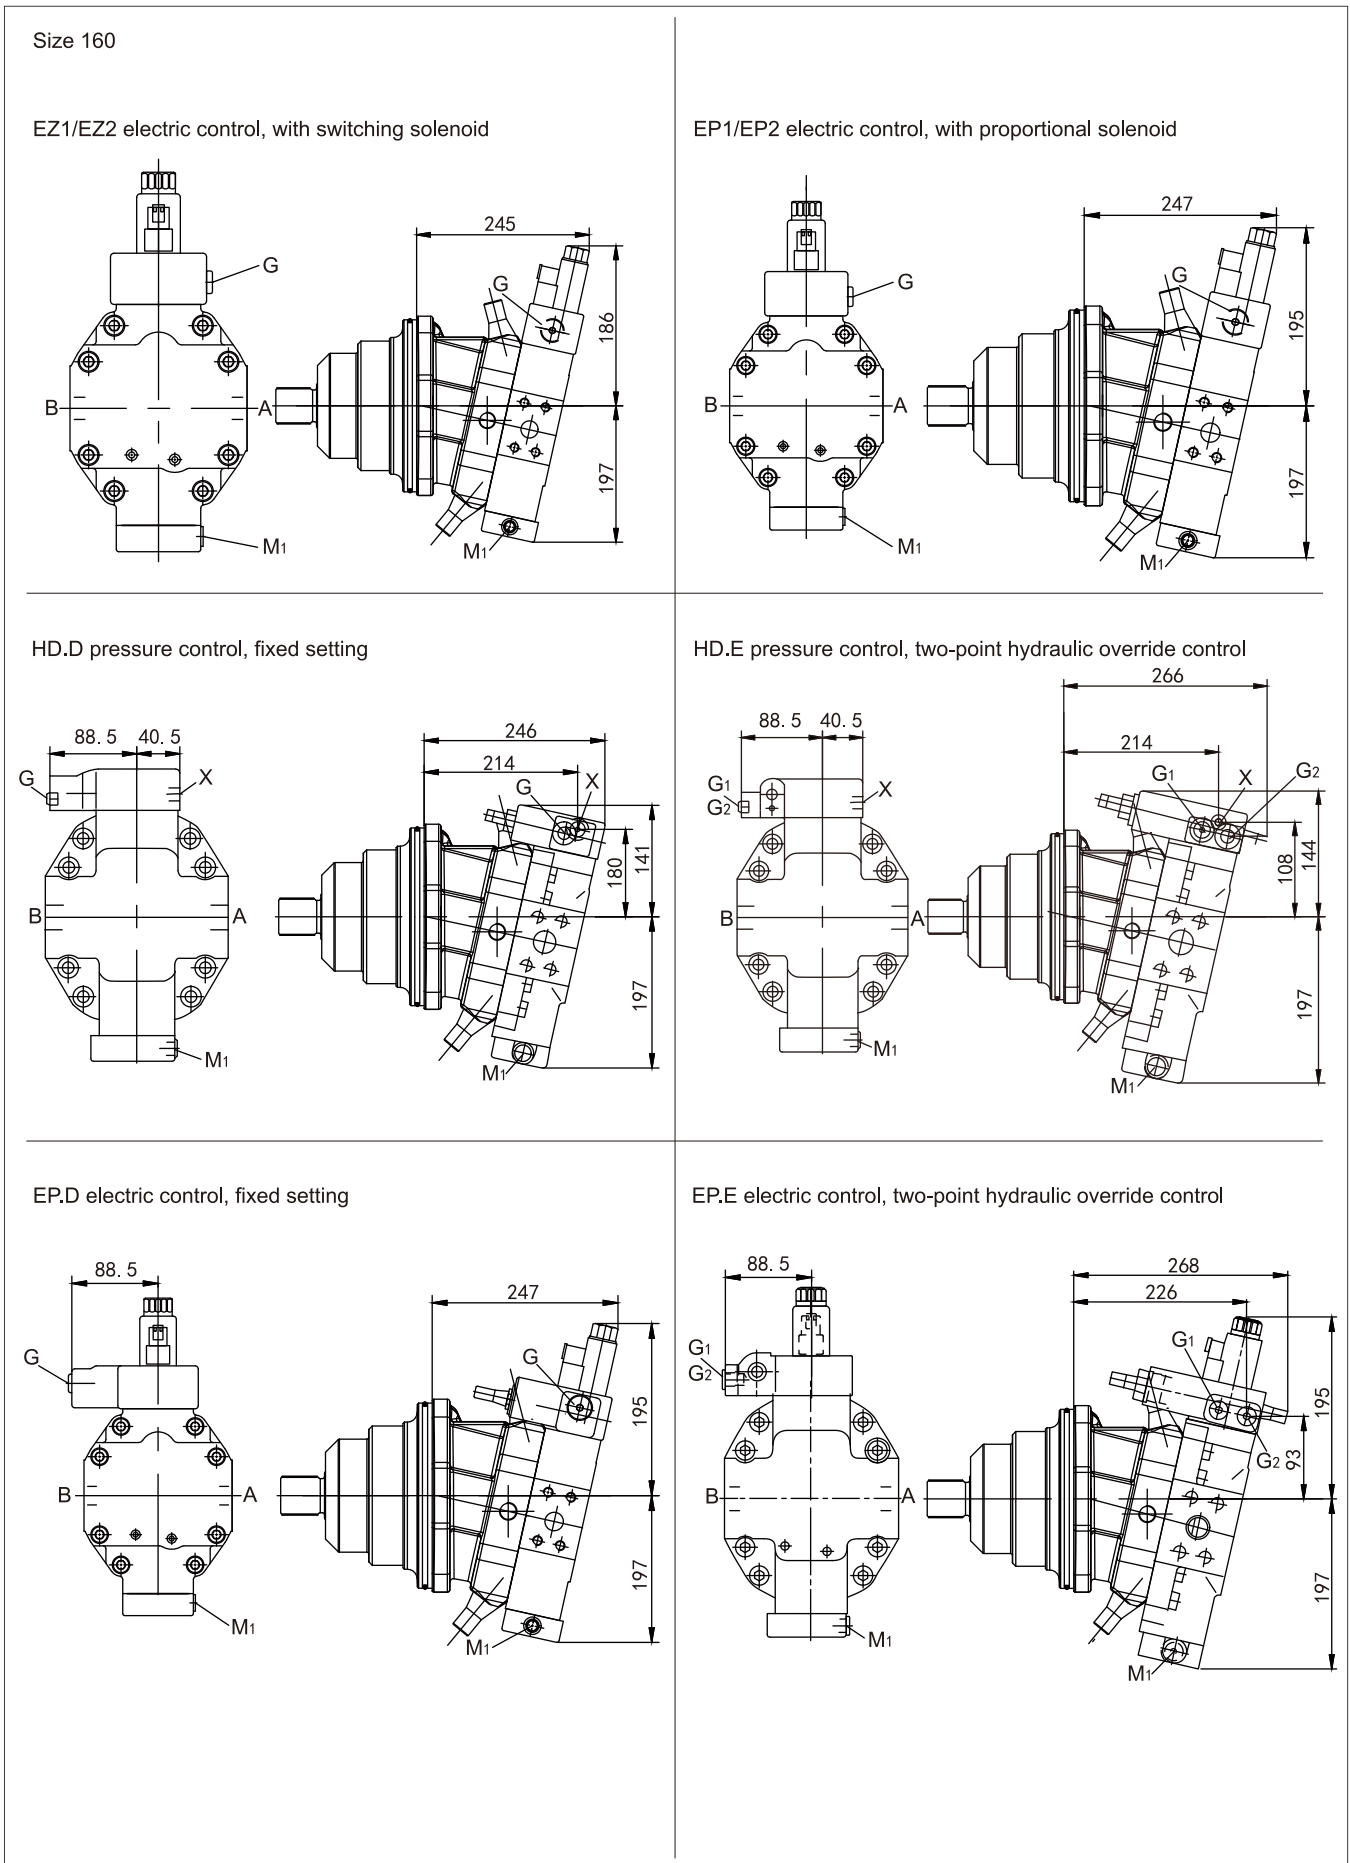 Size 160
EZ1/EZ2 electric control, with switching solenoid
G
B
A
M1
245
G
186
197
M1
EP1/EP2 electric control, with proportional solenoid
G
B
A
M1
247
G
195
197
M1
HD.D pressure control, fixed setting
88.5 40.5
G
X
B
A
M1
246
214
G
X
180
141
197
M1
HD.E pressure control, two-point hydraulic override control
88.5 40.5
G1
G2
X
B
A
M1
266
214
G1
X
G2
108
144
197
M1
EP.D electric control, fixed setting
88.5
G
B
A
M1
247
G
195
197
M1
EP.E electric control, two-point hydraulic override control
88.5
G1
G2
B
A
M1
268
226
G1
G2
93
195
197
M1